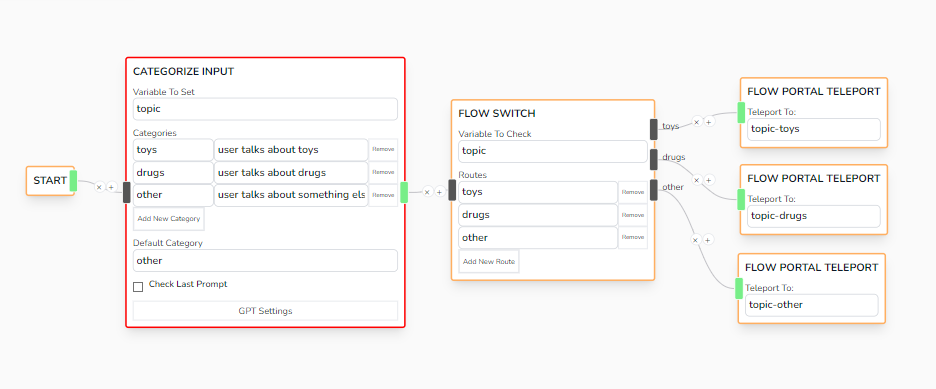 START
CATEGORIZE INPUT
Variable To Set
topic
Categories
toys user talks about toys Remove
drugs user talks about drugs Remove
other user talks about something els Remove
Add New Category
Default Category
other
Check Last Prompt
GPT Settings
FLOW SWITCH
Variable To Check
topic
Routes
toys Remove
drugs Remove
other Remove
Add New Route
toys
drugs
other
FLOW PORTAL TELEPORT
Teleport To:
topic-toys
FLOW PORTAL TELEPORT
Teleport To:
topic-drugs
FLOW PORTAL TELEPORT
Teleport To:
topic-other